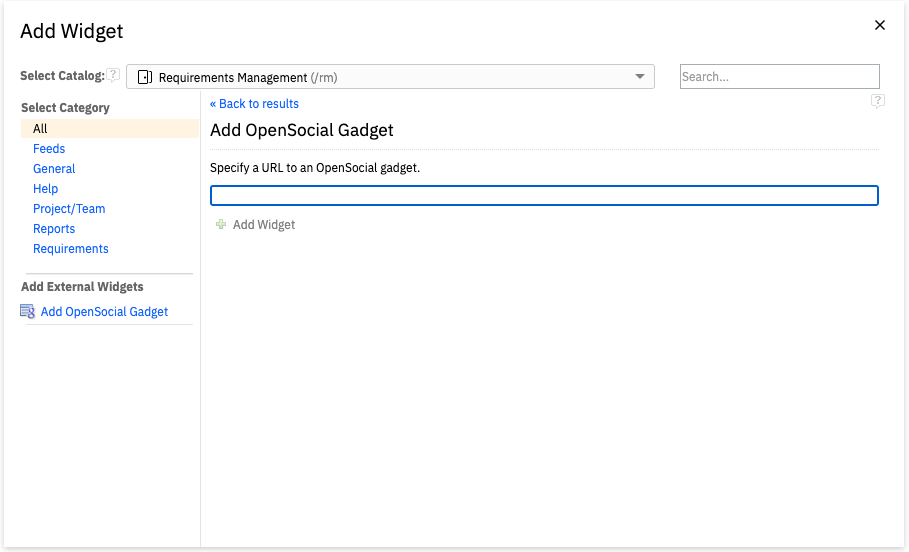 Add Widget
Select Catalog: ? Requirements Management (/rm) Search...
Select Category
All
Feeds
General
Help
Project/Team
Reports
Requirements
Add External Widgets
Add OpenSocial Gadget
« Back to results ?
Add OpenSocial Gadget
Specify a URL to an OpenSocial gadget.
Add Widget